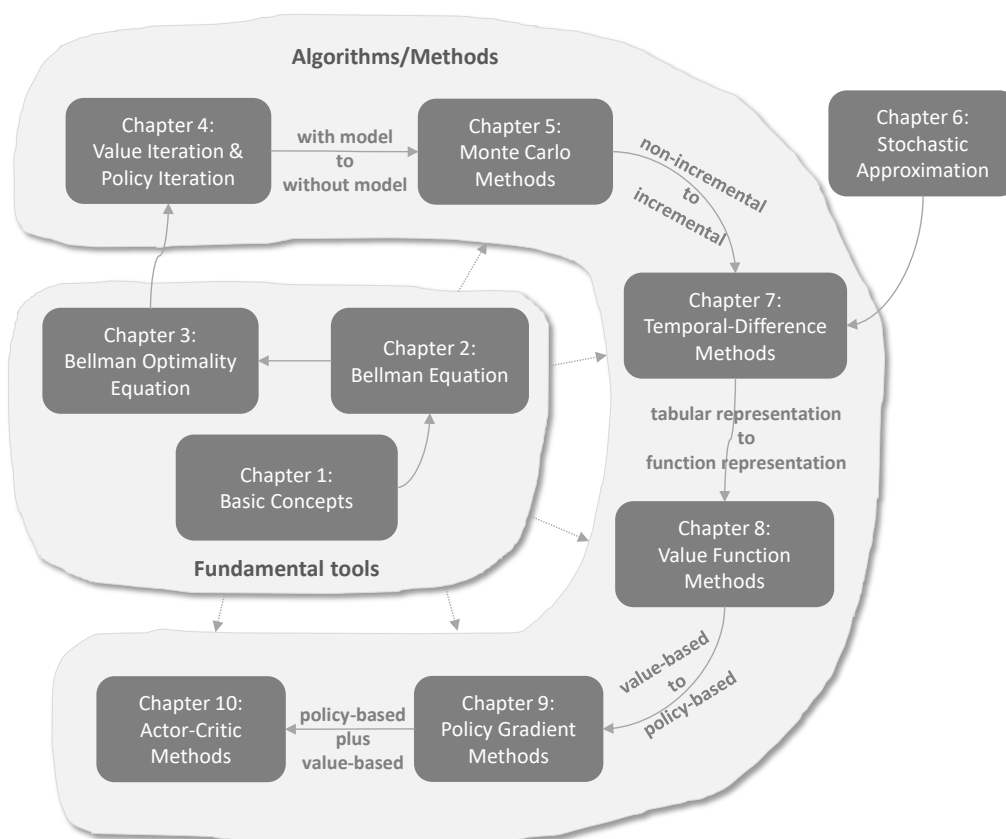 Algorithms/Methods
Chapter 4:
Value Iteration &
Policy Iteration
with model
to
without model
Chapter 5:
Monte Carlo
Methods
non-incremental
to
incremental
Chapter 6:
Stochastic
Approximation
Chapter 3:
Bellman Optimality
Equation
Chapter 2:
Bellman Equation
Chapter 7:
Temporal-Difference
Methods
Chapter 1:
Basic Concepts
tabular representation
to
function representation
Fundamental tools
Chapter 8:
Value Function
Methods
value-based
to
policy-based
Chapter 9:
Policy Gradient
Methods
policy-based
plus
value-based
Chapter 10:
Actor-Critic
Methods